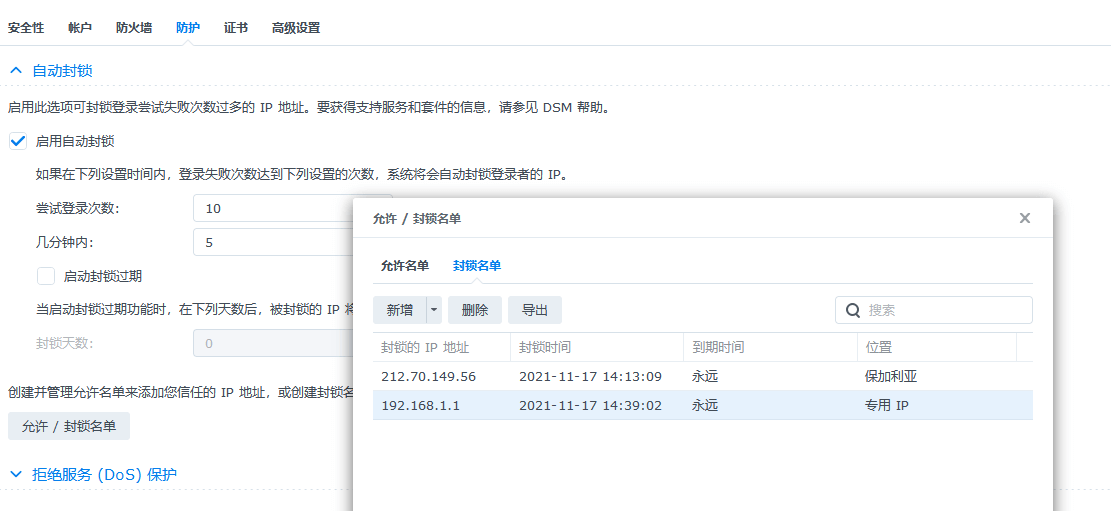 安全性 帐户 防火墙 防护 证书 高级设置
自动封锁
启用此选项可封锁登录尝试失败次数过多的 IP 地址。要获得支持服务和套件的信息，请参见 DSM 帮助。
启用自动封锁
如果在下列设置时间内，登录失败次数达到下列设置的次数，系统将会自动封锁登录者的 IP。
尝试登录次数: 10
几分钟内: 5
启动封锁过期
当启动封锁过期功能时，在下列天数后，被封锁的 IP
封锁天数: 0
创建并管理允许名单来添加您信任的 IP 地址，或创建封锁
允许 / 封锁名单
拒绝服务 (DoS) 保护
允许 / 封锁名单
允许名单 封锁名单
新增 删除 导出 搜索
封锁的 IP 地址 封锁时间 到期时间 位置
212.70.149.56 2021-11-17 14:13:09 永远 保加利亚
192.168.1.1 2021-11-17 14:39:02 永远 专用 IP